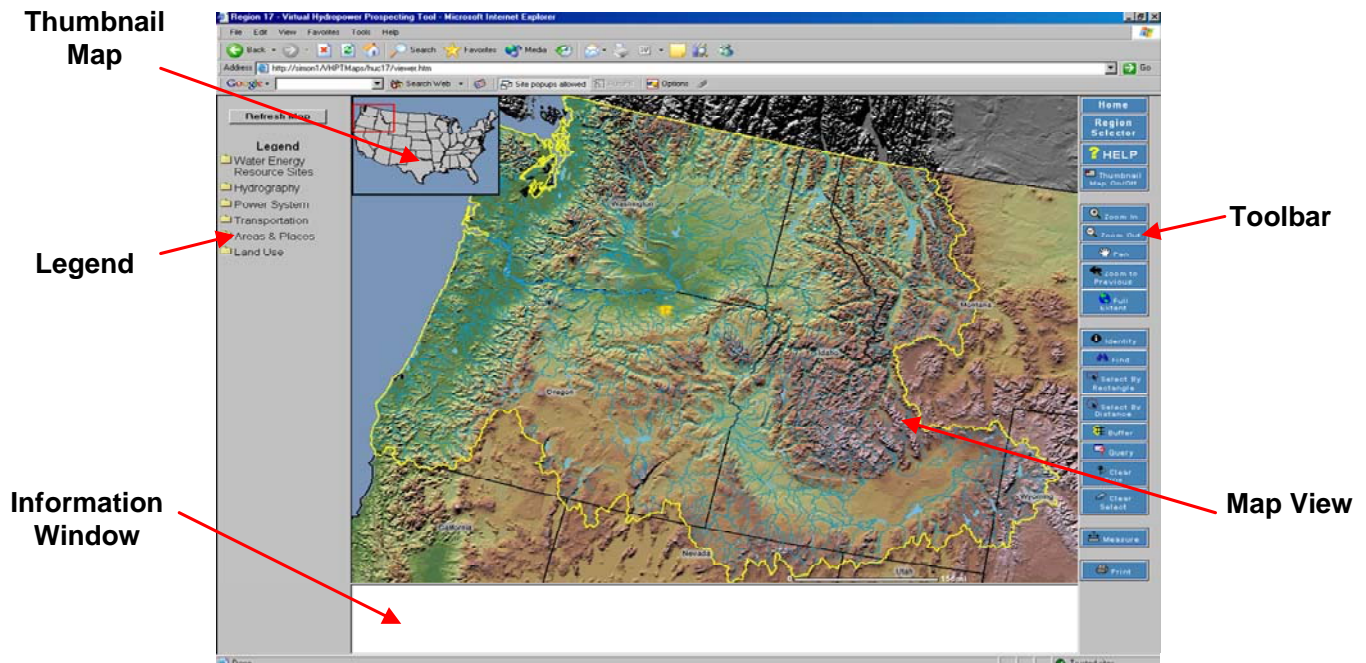 Thumbnail
Map
Legend
Information
Window
Toolbar
Map View
Region 17 - Virtual Hydropower Prospecting Tool - Microsoft Internet Explorer
File Edit View Favorites Tools Help
Back Search Favorites Media
Address http://simon1/VHPTMaps/huc17/viewer.htm Go
Google Search Web Site popups allowed Options
Refresh Map
Legend
Water Energy
Resource Sites
Hydrography
Power System
Transportation
Areas & Places
Land Use
Washington
Montana
Idaho
Oregon
Wyoming
California
Nevada
Utah
0 150mi
Home
Region
Selector
? HELP
Thumbnail
Map On/Off
Zoom In
Zoom Out
Pan
Zoom to
Previous
Full
Extent
Identify
Find
Select By
Rectangle
Select By
Distance
Buffer
Query
Clear
Clear
Select
Measure
Print
Trusted sites